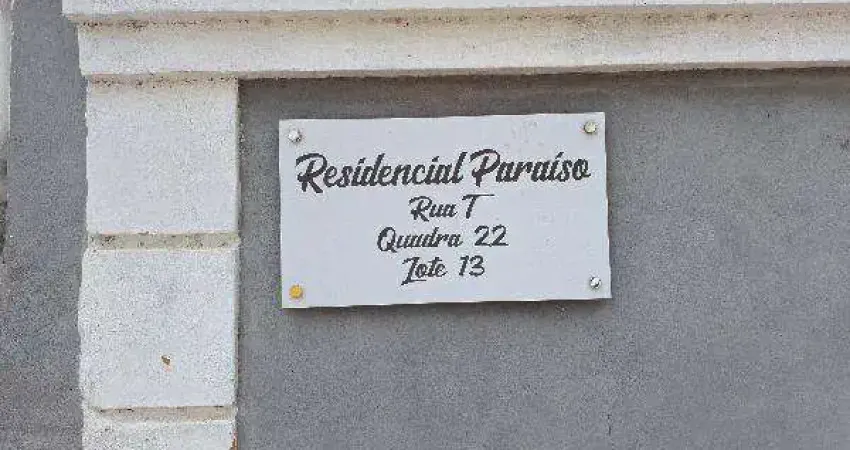 Residencial Paraíso
Rua T
Quadra 22
Lote 13